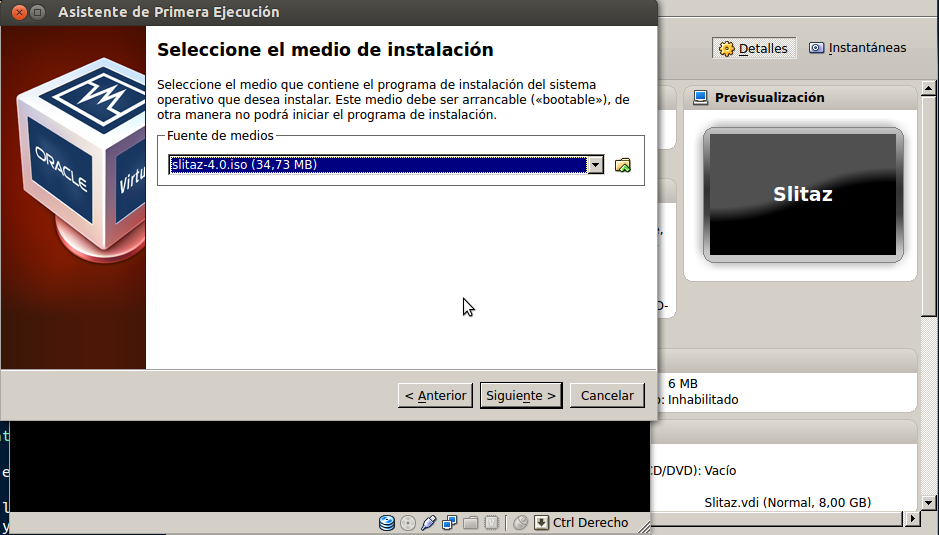 Asistente de Primera Ejecución
Seleccione el medio de instalación
Seleccione el medio que contiene el programa de instalación del sistema
operativo que desea instalar. Este medio debe ser arrancable («bootable»), de
otra manera no podrá iniciar el programa de instalación.
Fuente de medios
slitaz-4.0.iso (34,73 MB)
ORACLE
Virtu
< Anterior
Siguiente >
Cancelar
Detalles
Instantáneas
Previsualización
Slitaz
D-
6 MB
o: Inhabilitado
CD/DVD): Vacío
Slitaz.vdi (Normal, 8,00 GB)
at
e
l
y
Ctrl Derecho